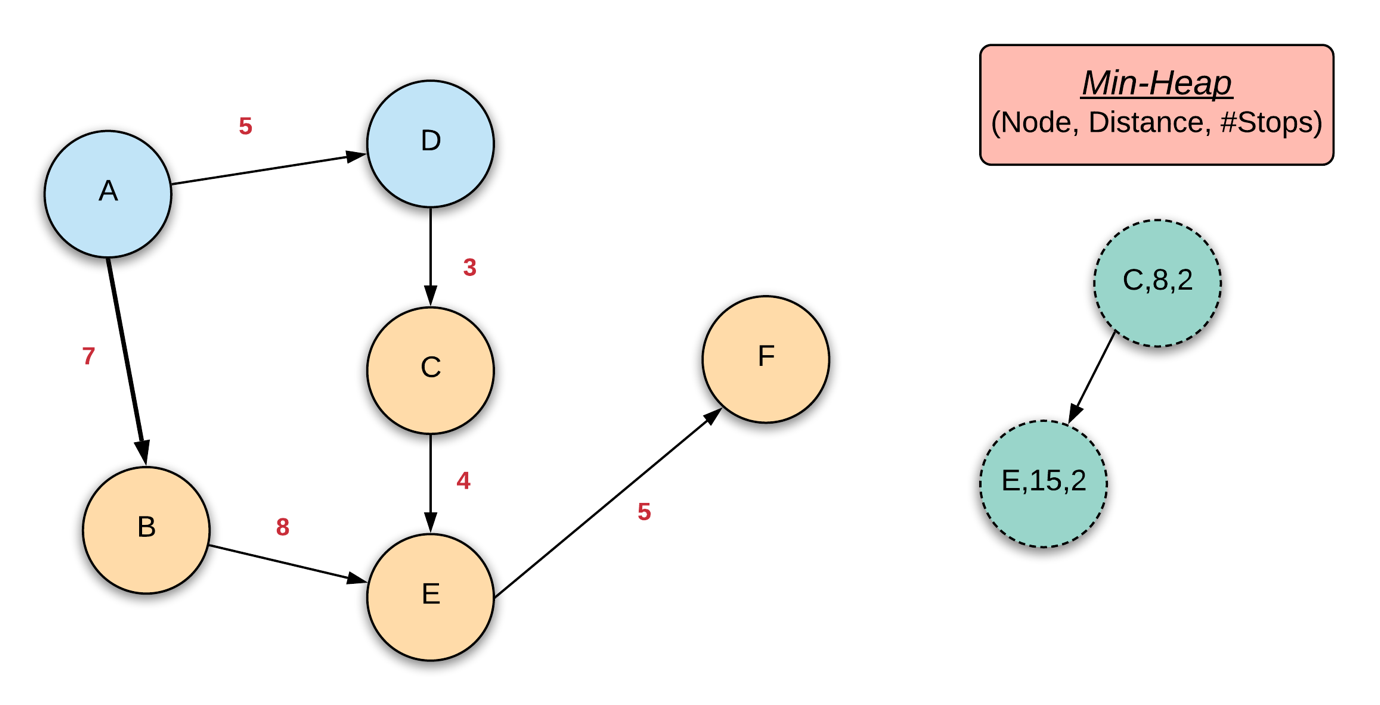 Min-Heap
(Node, Distance, #Stops)
5
D
A
3
C,8,2
7
C
F
4
E,15,2
B
8
5
E